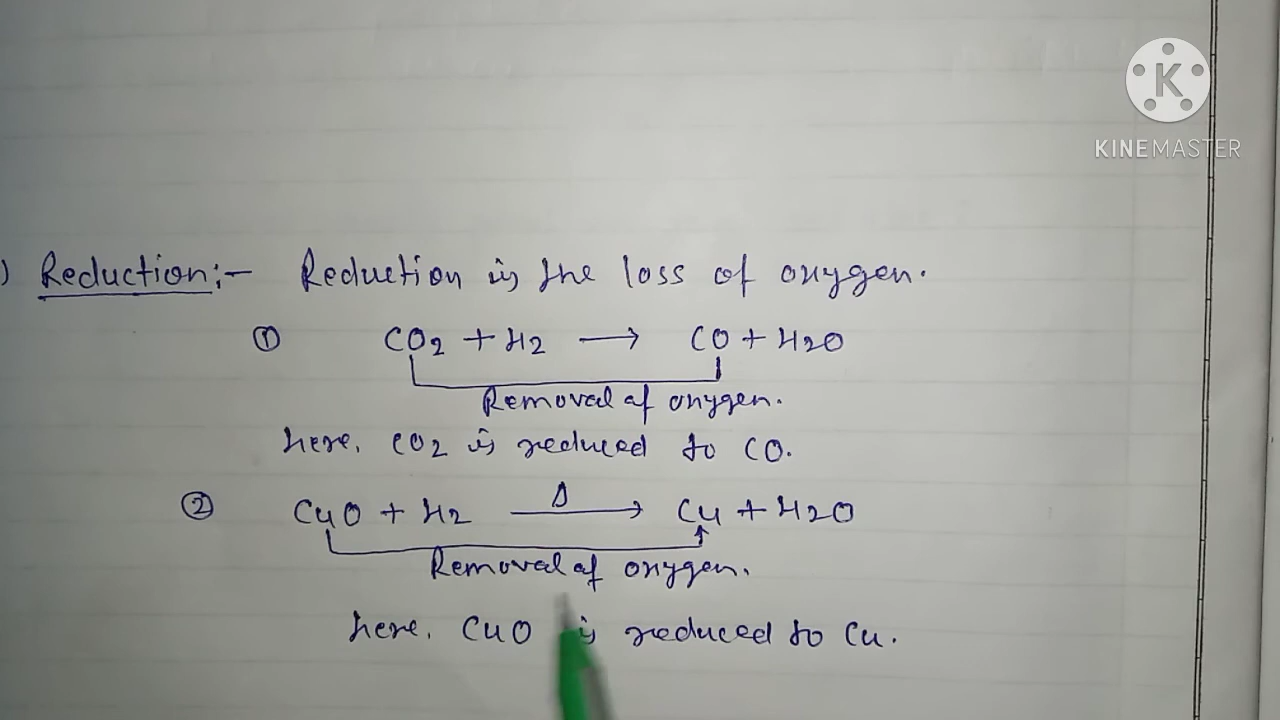 K
KINEMASTER
) Reduction:- Reduction is the loss of oxygen.
① CO2 + H2 → CO + H2O
Removal of oxygen.
here, CO2 is reduced to CO.
② CuO + H2 Δ→ Cu + H2O
Removal of oxygen.
here, CuO is reduced to Cu.